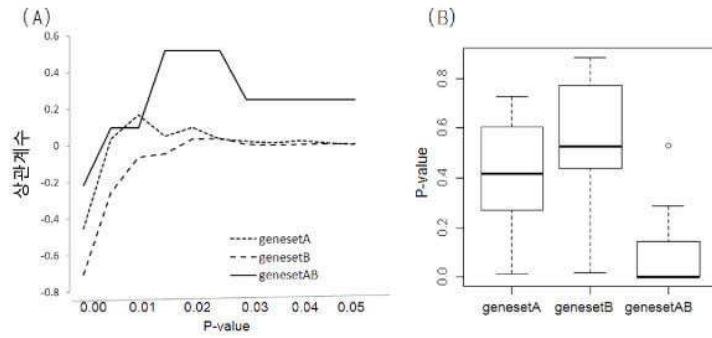 (A)
상관계수
0.6
0.4
0.2
0
-0.2
-0.4
-0.6
-0.8
genesetA
genesetB
genesetAB
0.00 0.01 0.02 0.03 0.04 0.05
P-value
(B)
P-value
0.8
0.6
0.4
0.2
0.0
genesetA genesetB genesetAB